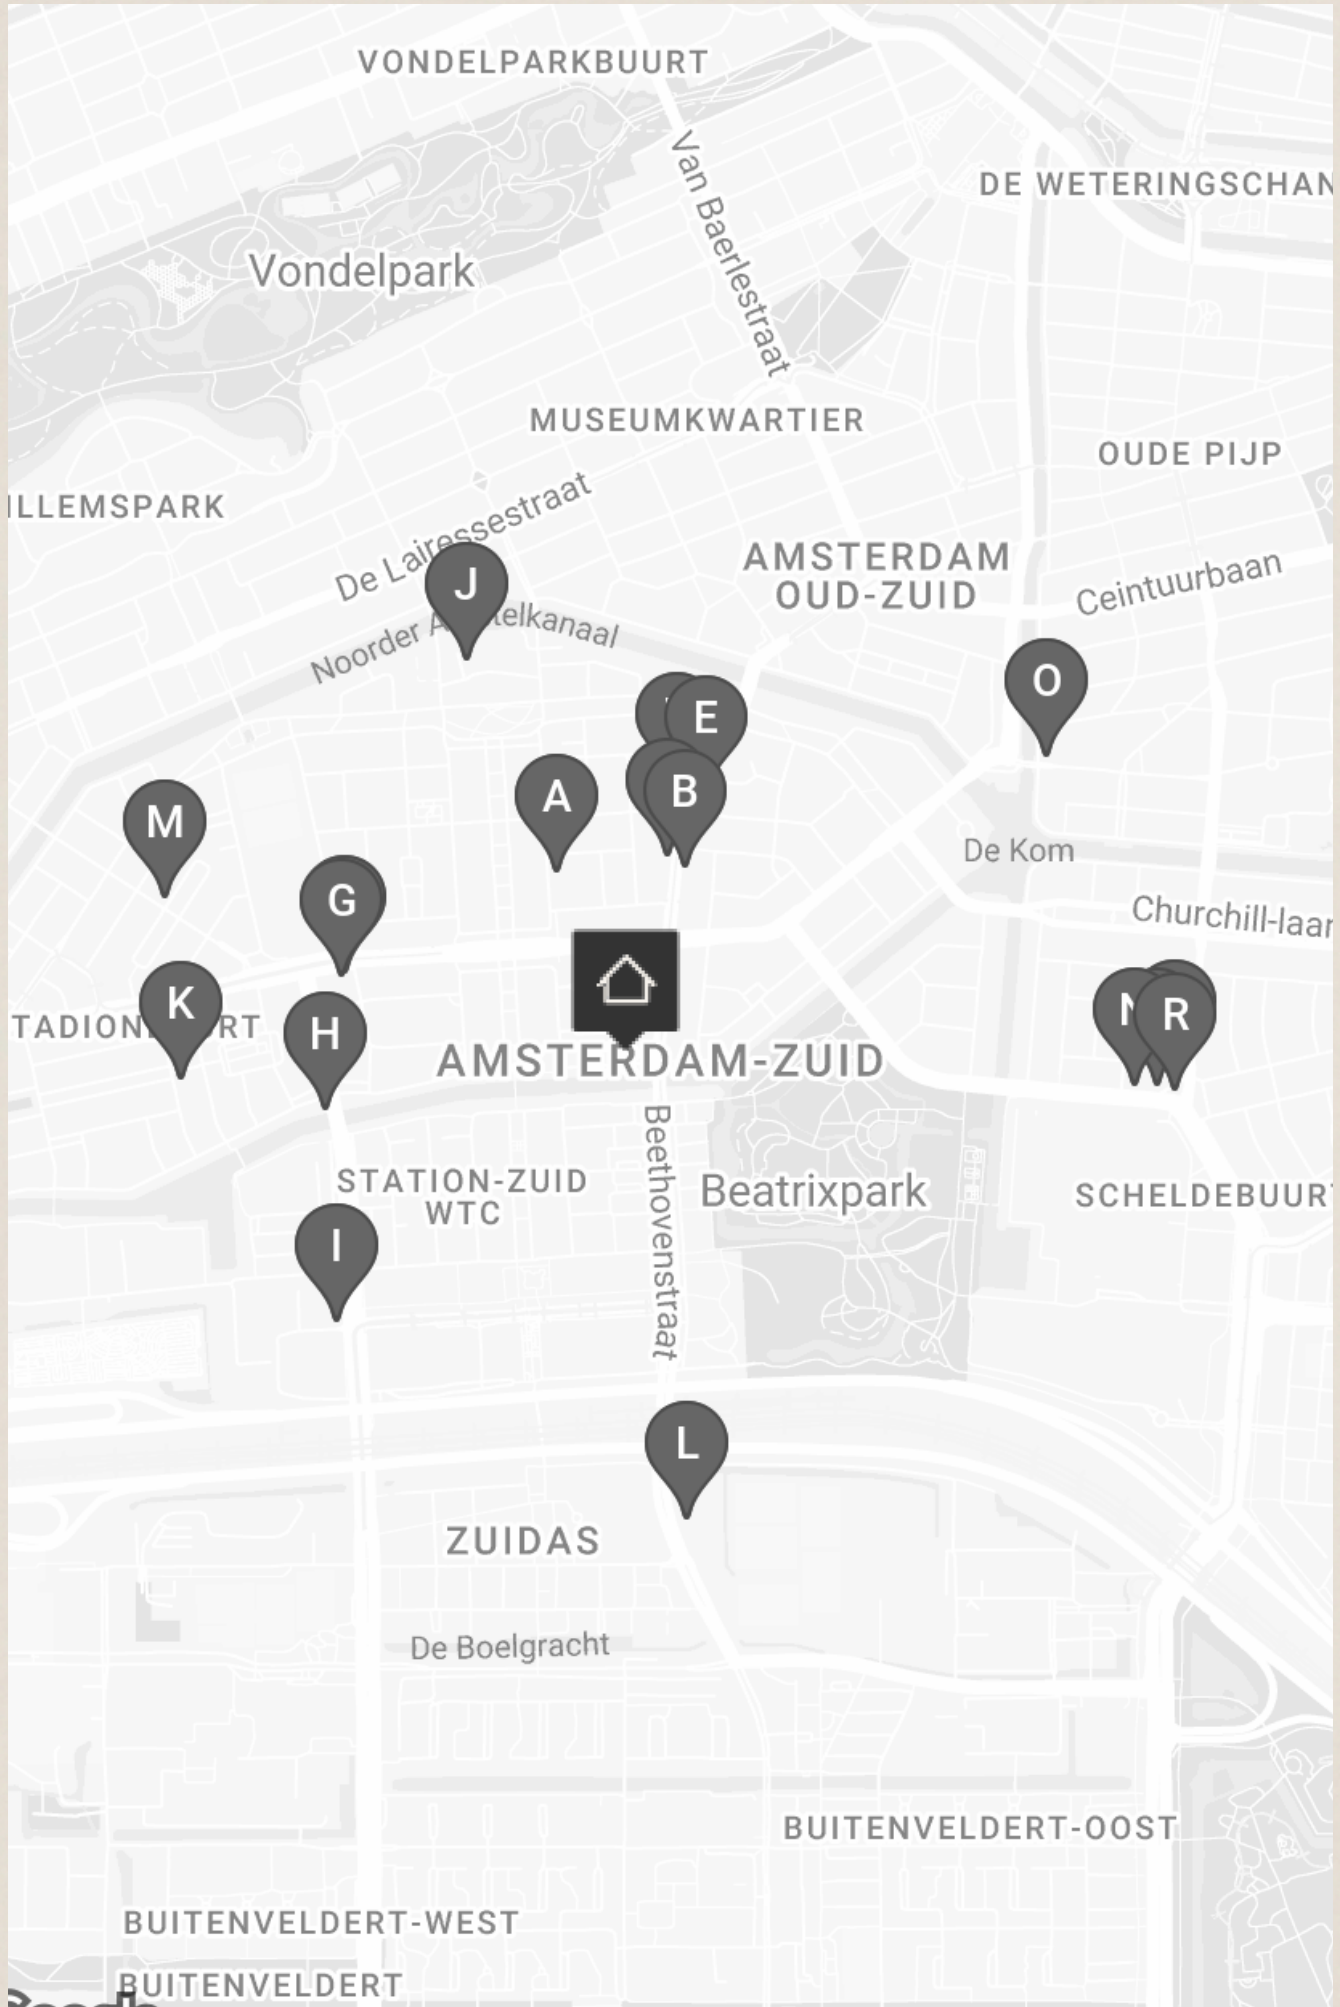 VONDELPARKBUURT
Van Baerlestraat
DE WETERINGSCHAN
Vondelpark
MUSEUMKWARTIER
OUDE PIJP
ILLEMSPARK
De Lairessestraat
AMSTERDAM
OUD-ZUID
Ceintuurbaan
J
Noorder A telkanaal
O
E
A
B
M
De Kom
G
Churchill-laar
K
TADION RT
H
N
R
AMSTERDAM-ZUID
Beethovenstraat
STATION-ZUID
WTC
Beatrixpark
SCHELDEBUUR
I
L
ZUIDAS
De Boelgracht
BUITENVELDERT-OOST
BUITENVELDERT-WEST
BUITENVELDERT